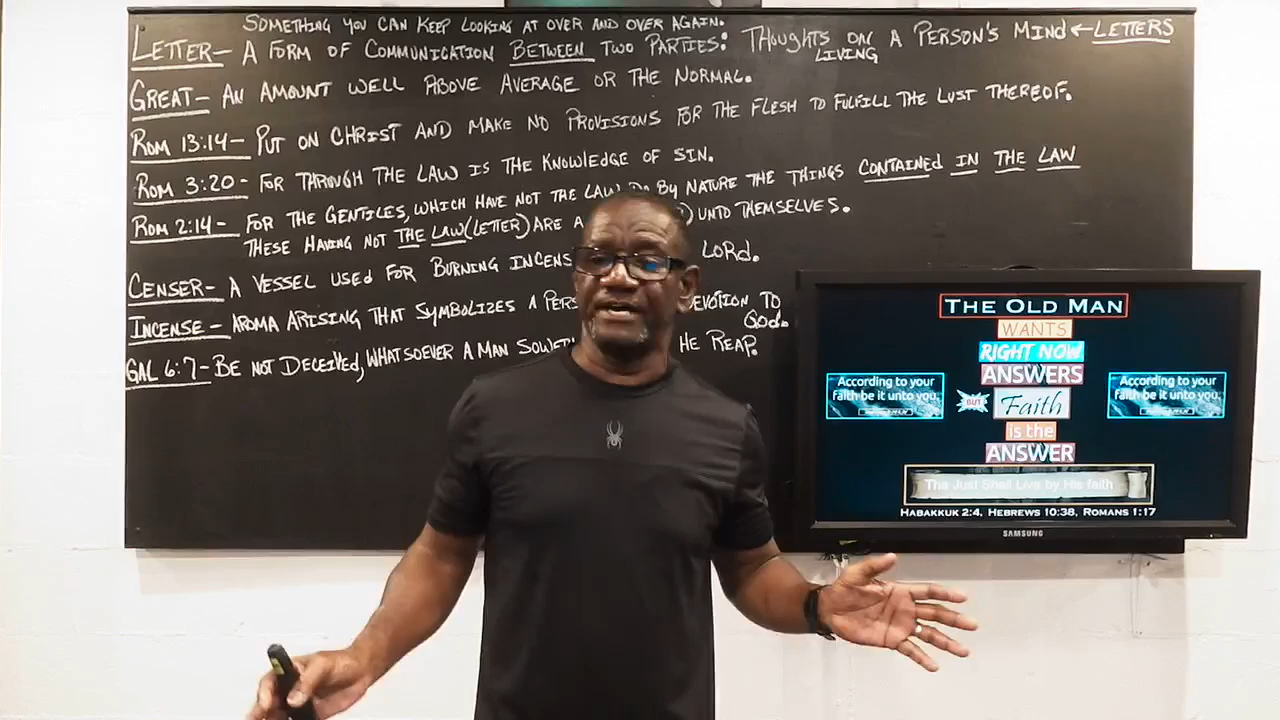 SOMETHING YOU CAN KEEP LOOKING AT OVER AND OVER AGAIN.
LETTER- A FORM OF COMMUNICATION BETWEEN TWO PARTIES: THOUGHTS ON A PERSON'S MIND ← LETTERS
LIVING
GREAT- AN AMOUNT WELL ABOVE AVERAGE OR THE NORMAL.
ROM 13:14- PUT ON CHRIST AND MAKE NO PROVISIONS FOR THE FLESH TO FULFILL THE LUST THEREOF.
ROM 3:20- FOR THROUGH THE LAW IS THE KNOWLEDGE OF SIN.
ROM 2:14- FOR THE GENTILES, WHICH HAVE NOT THE LAW DO BY NATURE THE THINGS CONTAINED IN THE LAW
THESE HAVING NOT THE LAW(LETTER) ARE A ) UNTO THEMSELVES.
CENSER- A VESSEL USED FOR BURNING INCENS LORD.
INCENSE- AROMA ARISING THAT SYMBOLIZES A PERS EVOTION TO
GOD.
GAL 6:7- BE NOT DECEIVED, WHATSOEVER A MAN SOWET HE REAP.
THE OLD MAN
WANTS
RIGHT NOW
ANSWERS
According to your
faith be it unto you.
BUT
Faith
According to your
faith be it unto you.
is the
ANSWER
The Just Shall Live by His faith
HABAKKUK 2:4, HEBREWS 10:38, ROMANS 1:17
SAMSUNG